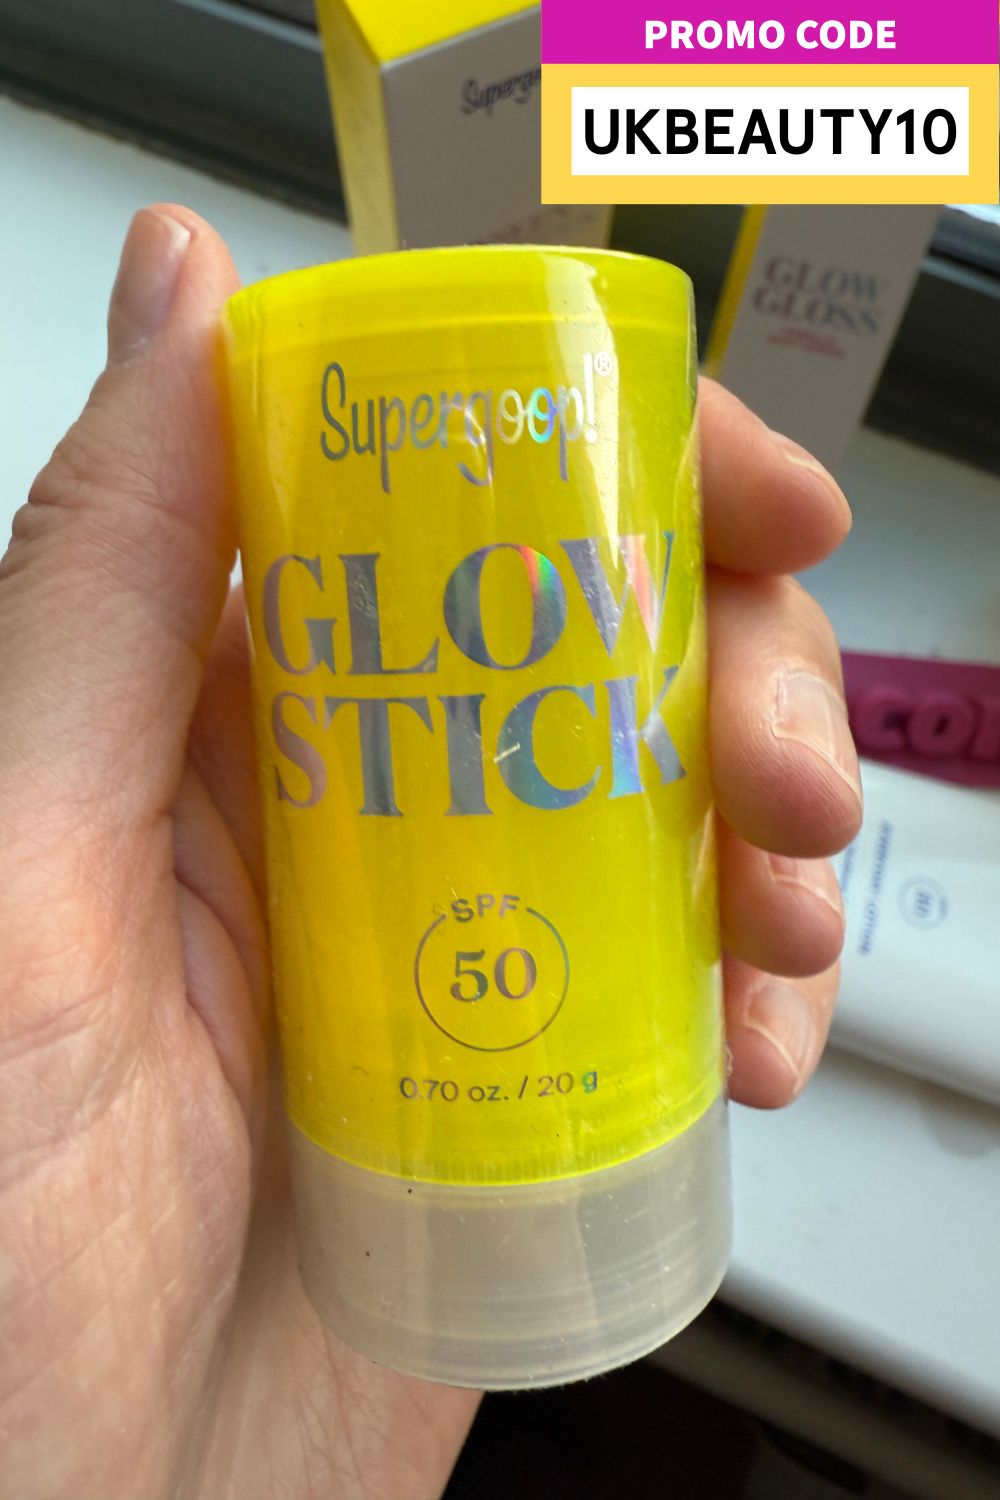 PROMO CODE
UKBEAUTY10
GLOW
GLOSS
Supergoop!®
GLOW
STICK
SPF
50
0.70 oz. / 20 g